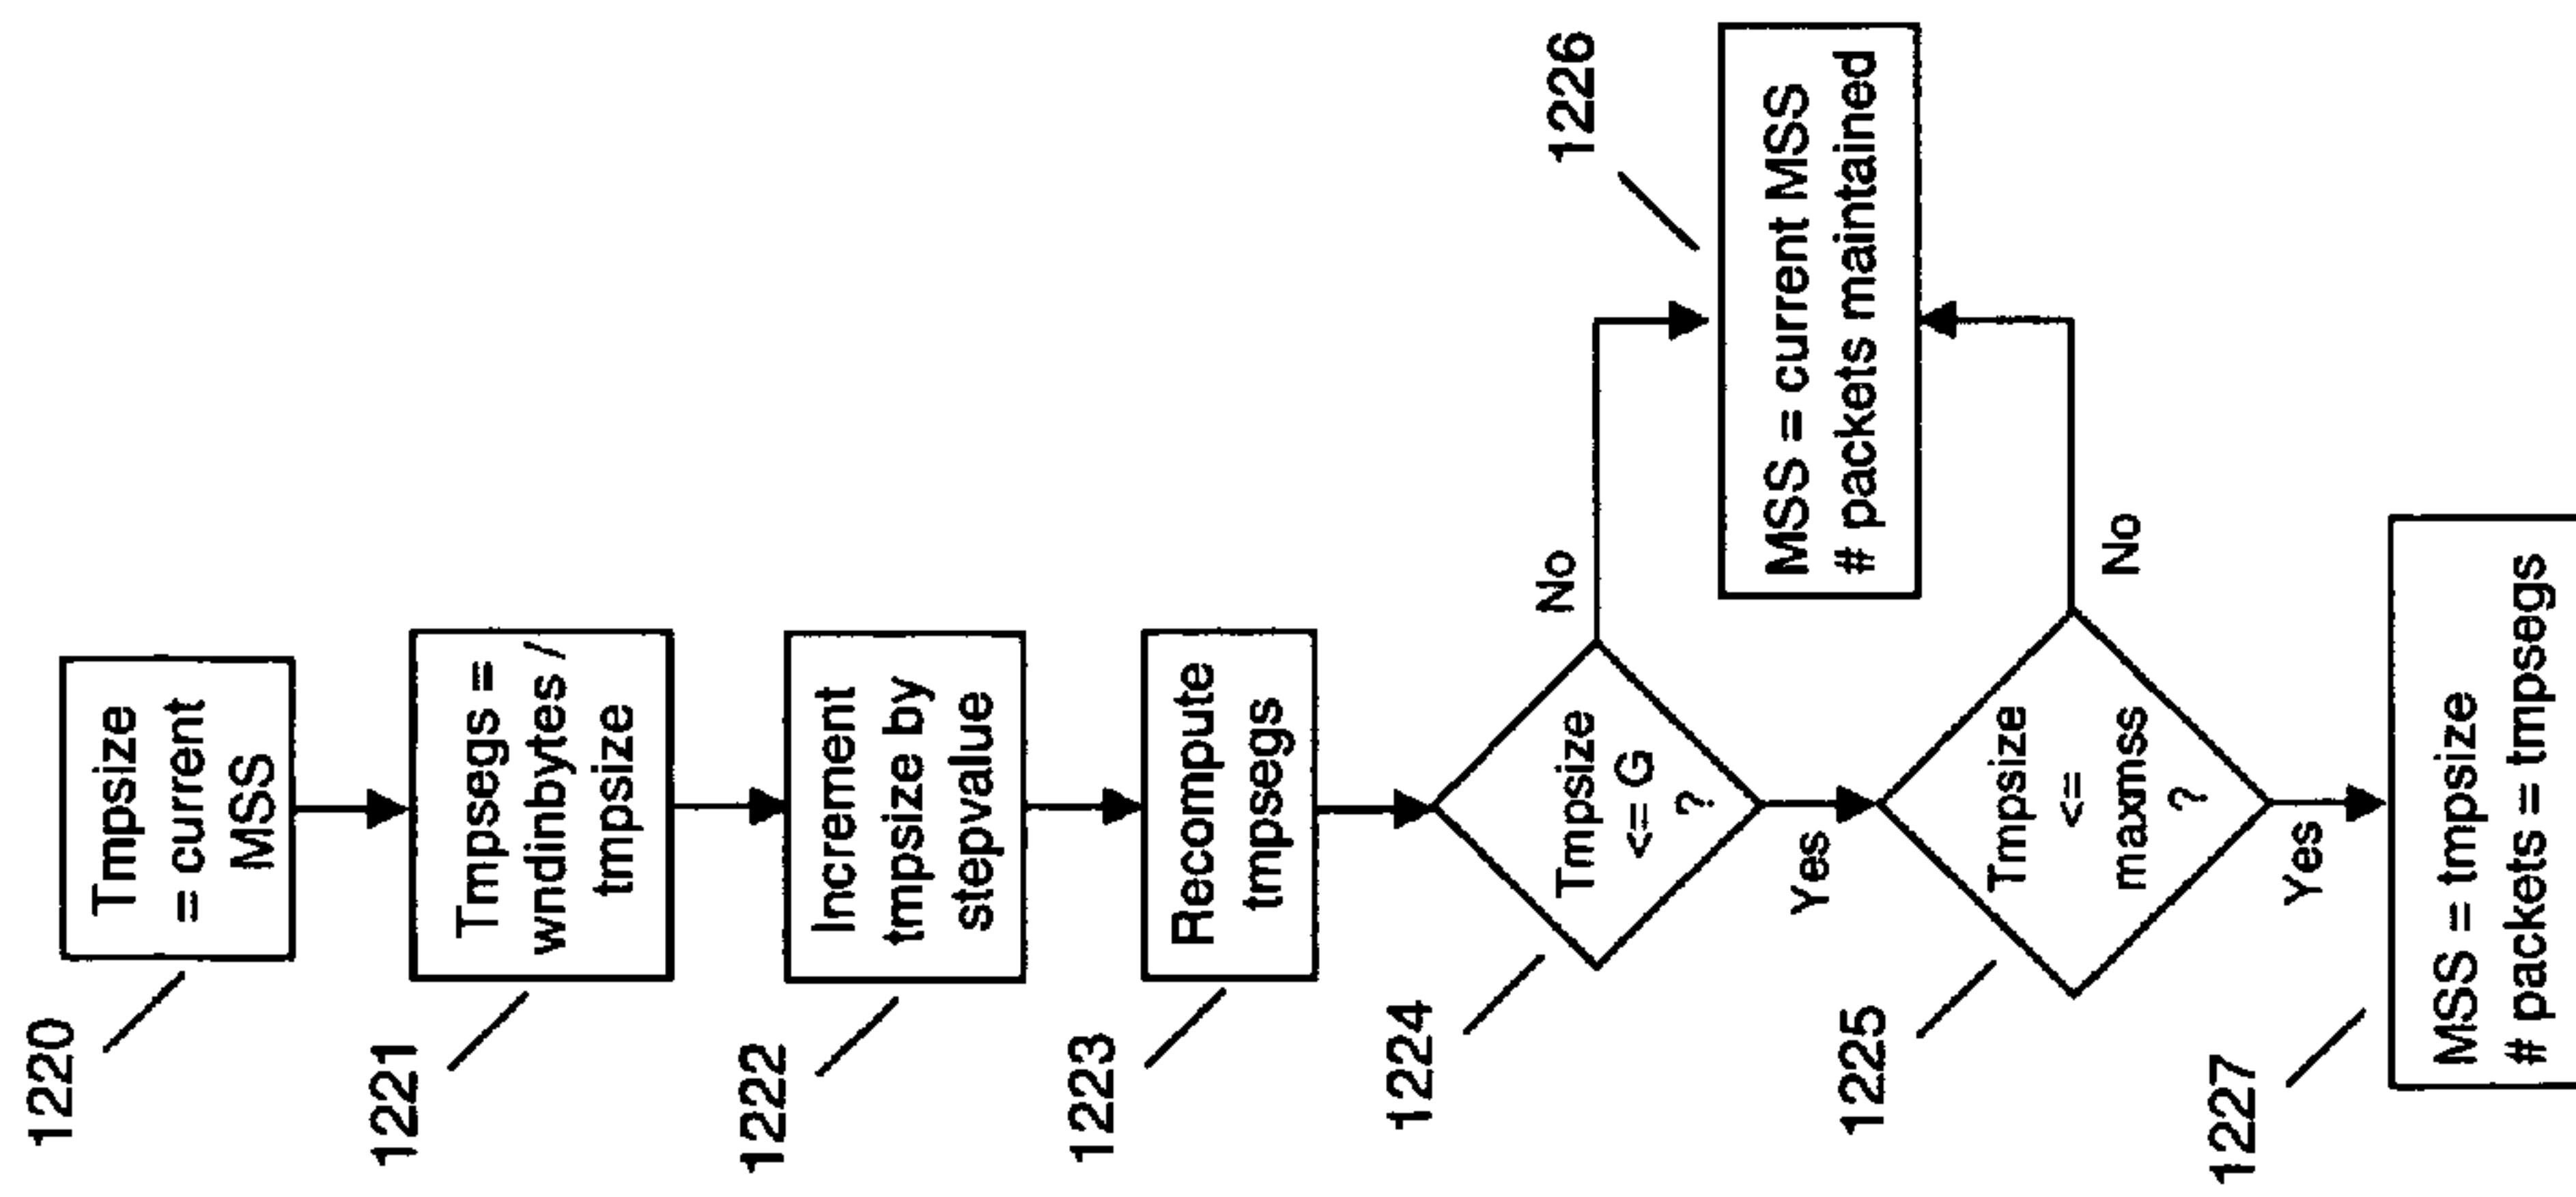 1220
Tmpsize
= current
MSS
1221
Tmpsegs =
wndinbytes /
tmpsize
1222
Increment
tmpsize by
stepvalue
1223
Recompute
tmpsegs
1224
Tmpsize
<= G
?
No
Yes
1226
MSS = current MSS
# packets maintained
1225
Tmpsize
<=
maxmss
?
No
Yes
1227
MSS = tmpsize
# packets = tmpsegs